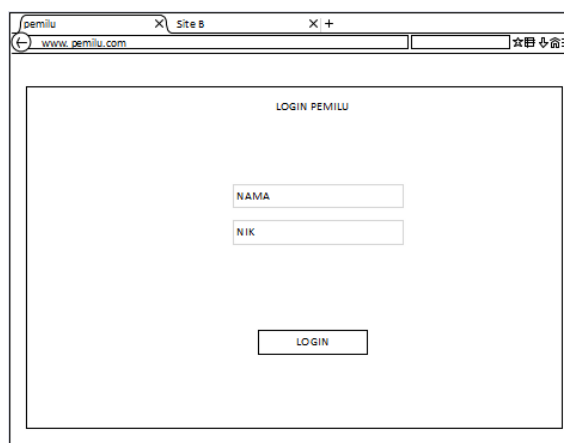 pemilu
Site B
www. pemilu.com
LOGIN PEMILU
NAMA
NIK
LOGIN